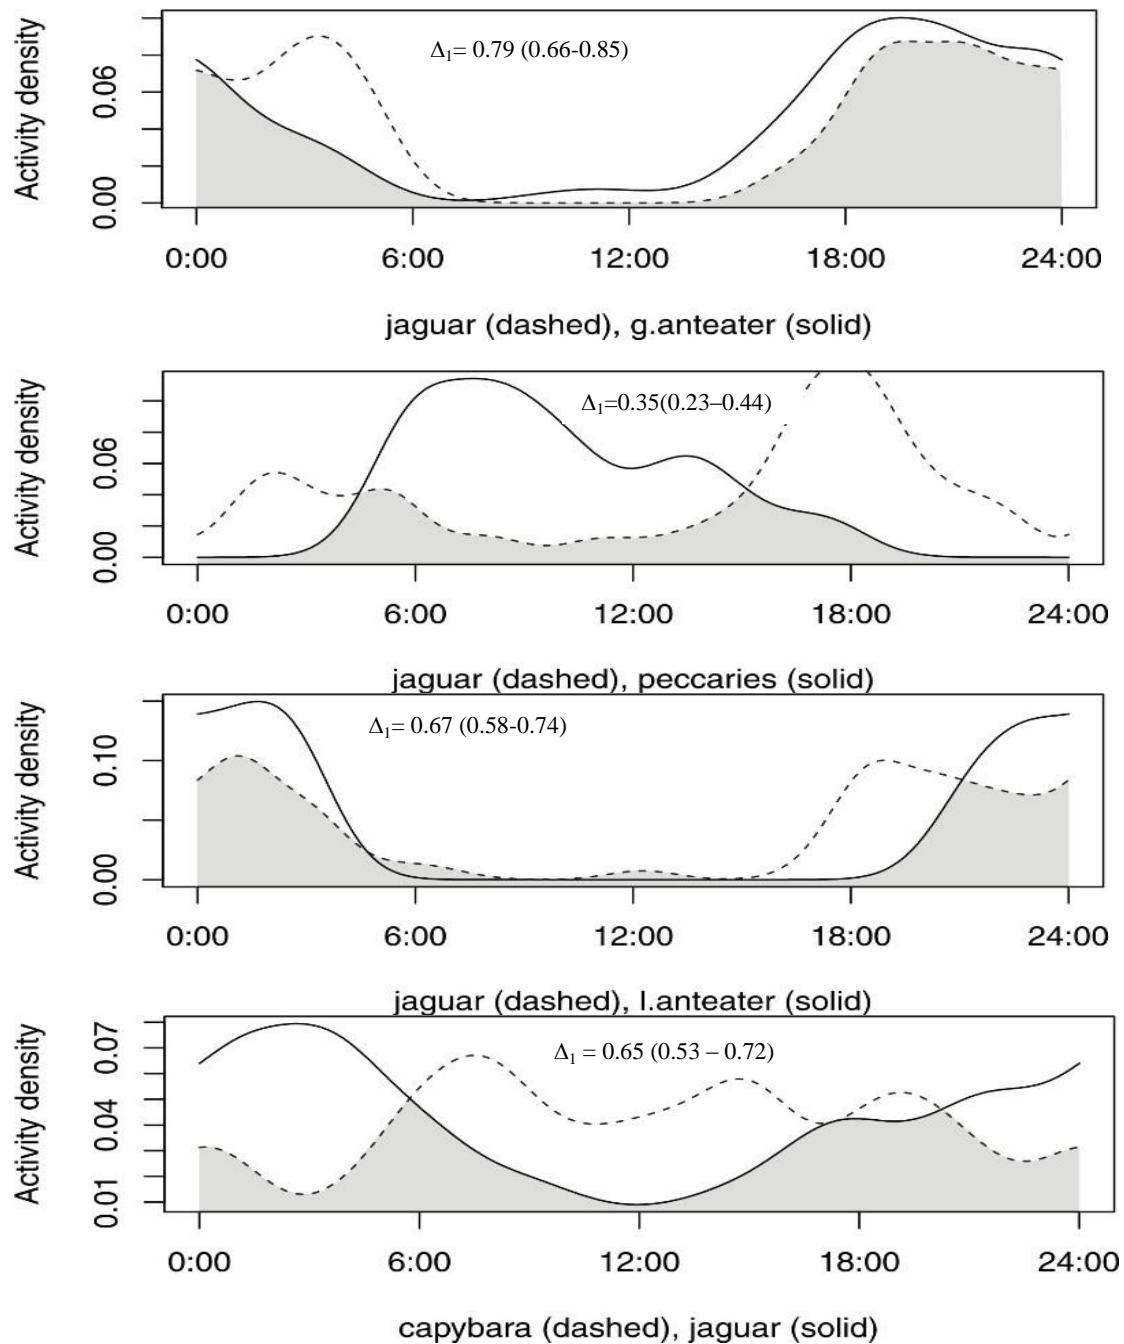 Activity density
0.06
0.00
Δ1= 0.79 (0.66-0.85)
0:00 6:00 12:00 18:00 24:00
jaguar (dashed), g.anteater (solid)
Activity density
0.06
0.00
Δ1=0.35(0.23–0.44)
0:00 6:00 12:00 18:00 24:00
jaguar (dashed), peccaries (solid)
Activity density
0.10
0.00
Δ1= 0.67 (0.58-0.74)
0:00 6:00 12:00 18:00 24:00
jaguar (dashed), l.anteater (solid)
Activity density
0.07
0.04
0.01
Δ1 = 0.65 (0.53 – 0.72)
0:00 6:00 12:00 18:00 24:00
capybara (dashed), jaguar (solid)